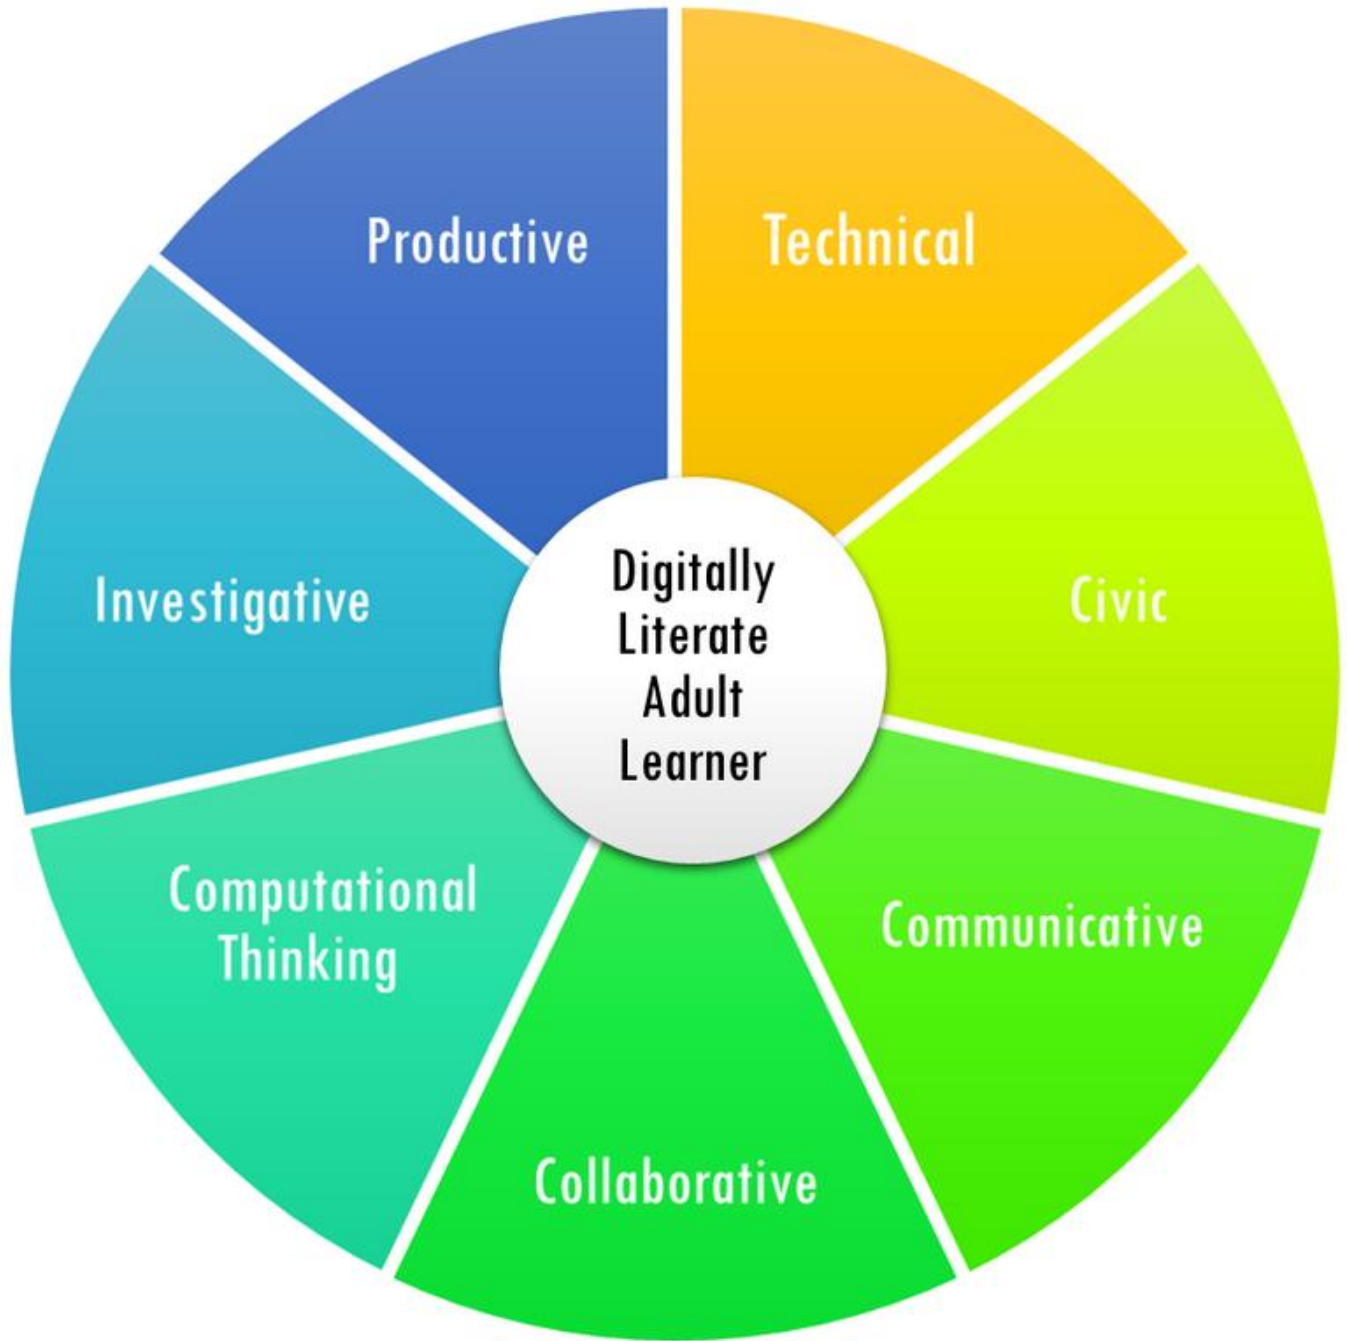 Productive
Technical
Investigative
Civic
Digitally
Literate
Adult
Learner
Computational
Thinking
Communicative
Collaborative